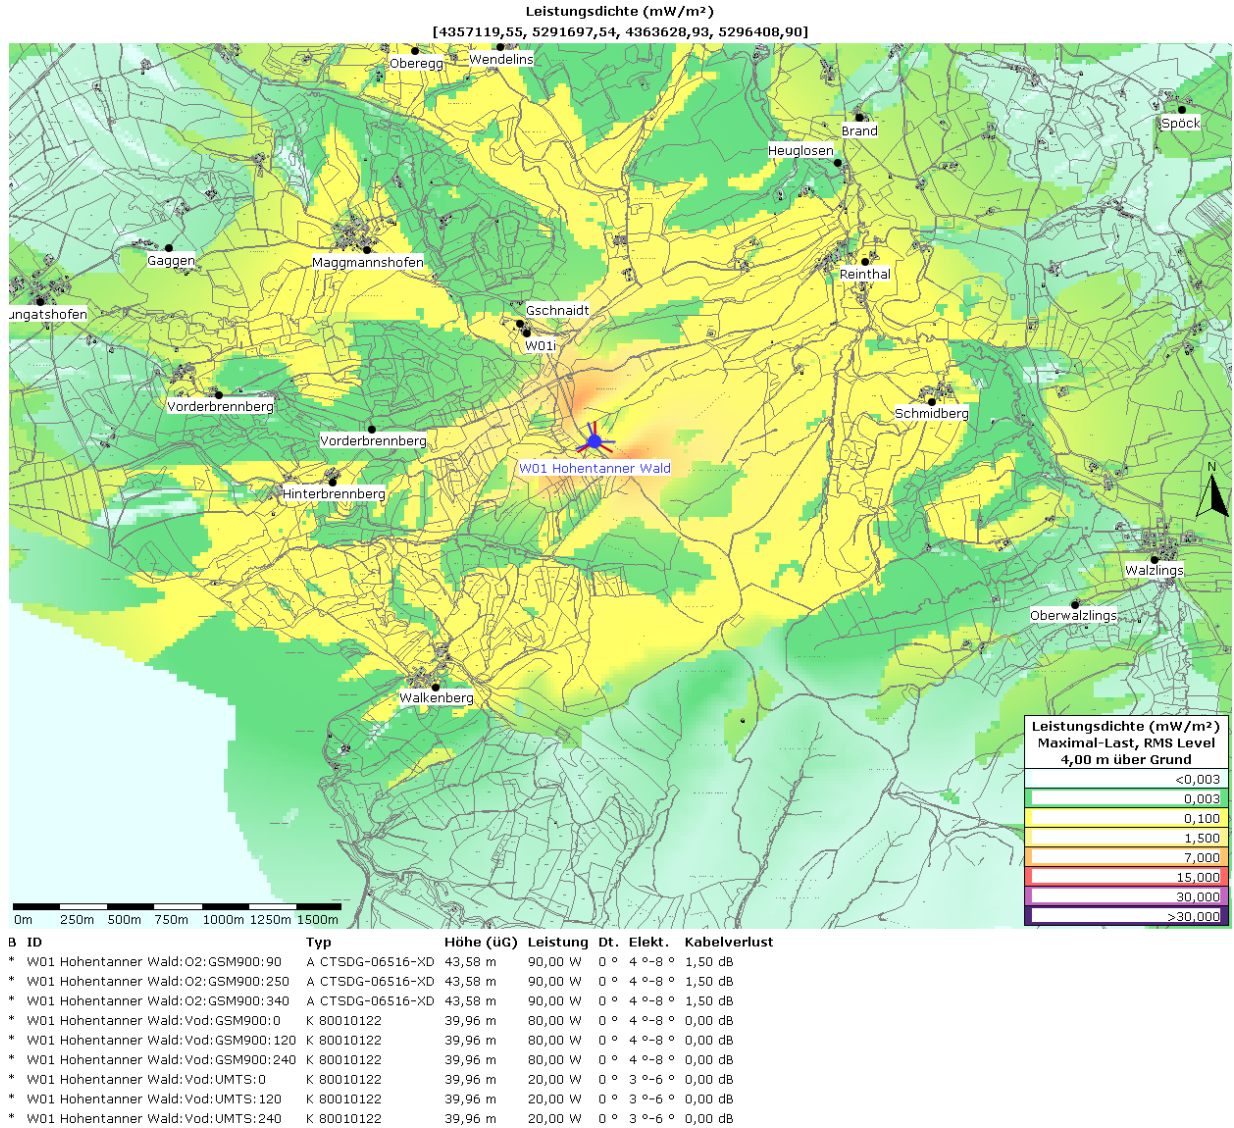 Leistungsdichte (mW/m²)
[4357119,55, 5291697,54, 4363628,93, 5296408,90]
Oberegg
Wendelins
Brand
Spöck
Heuglosen
Gaggen
Maggmannshofen
Reinthal
ungatshofen
Gschnaidt
W01i
Vorderbrennberg
Schmidberg
Vorderbrennberg
W01 Hohentanner Wald
N
Hinterbrennberg
Walzlings
Oberwalzlings
Walkenberg
Leistungsdichte (mW/m²)
Maximal-Last, RMS Level
4,00 m über Grund
<0,003
0,003
0,100
1,500
7,000
15,000
30,000
>30,000
0m 250m 500m 750m 1000m 1250m 1500m
B ID Typ Höhe (üG) Leistung Dt. Elekt. Kabelverlust
* W01 Hohentanner Wald:O2:GSM900:90 A CTSDG-06516-XD 43,58 m 90,00 W 0 ° 4 °-8 ° 1,50 dB
* W01 Hohentanner Wald:O2:GSM900:250 A CTSDG-06516-XD 43,58 m 90,00 W 0 ° 4 °-8 ° 1,50 dB
* W01 Hohentanner Wald:O2:GSM900:340 A CTSDG-06516-XD 43,58 m 90,00 W 0 ° 4 °-8 ° 1,50 dB
* W01 Hohentanner Wald:Vod:GSM900:0 K 80010122 39,96 m 80,00 W 0 ° 4 °-8 ° 0,00 dB
* W01 Hohentanner Wald:Vod:GSM900:120 K 80010122 39,96 m 80,00 W 0 ° 4 °-8 ° 0,00 dB
* W01 Hohentanner Wald:Vod:GSM900:240 K 80010122 39,96 m 80,00 W 0 ° 4 °-8 ° 0,00 dB
* W01 Hohentanner Wald:Vod:UMTS:0 K 80010122 39,96 m 20,00 W 0 ° 3 °-6 ° 0,00 dB
* W01 Hohentanner Wald:Vod:UMTS:120 K 80010122 39,96 m 20,00 W 0 ° 3 °-6 ° 0,00 dB
* W01 Hohentanner Wald:Vod:UMTS:240 K 80010122 39,96 m 20,00 W 0 ° 3 °-6 ° 0,00 dB